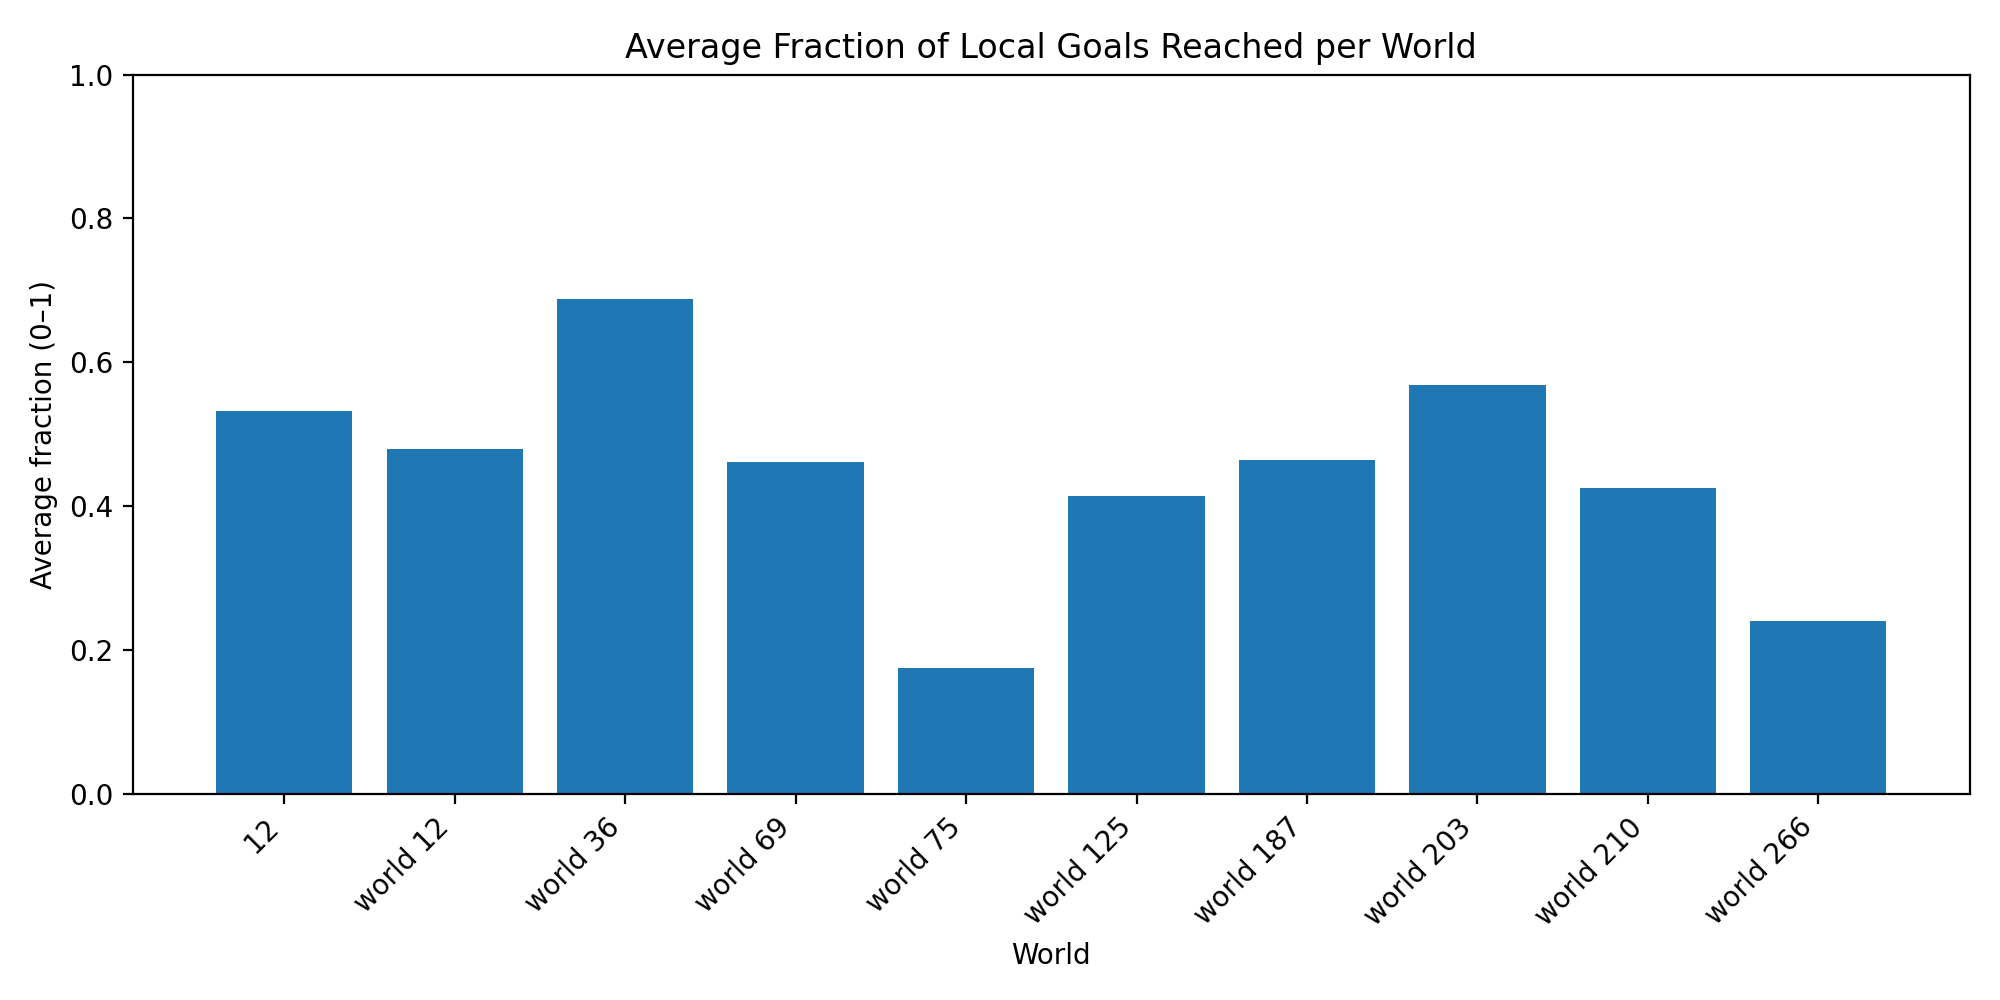 Average Fraction of Local Goals Reached per World
1.0
0.8
0.6
0.4
0.2
0.0
Average fraction (0–1)
12
world 12
world 36
world 69
world 75
world 125
world 187
world 203
world 210
world 266
World